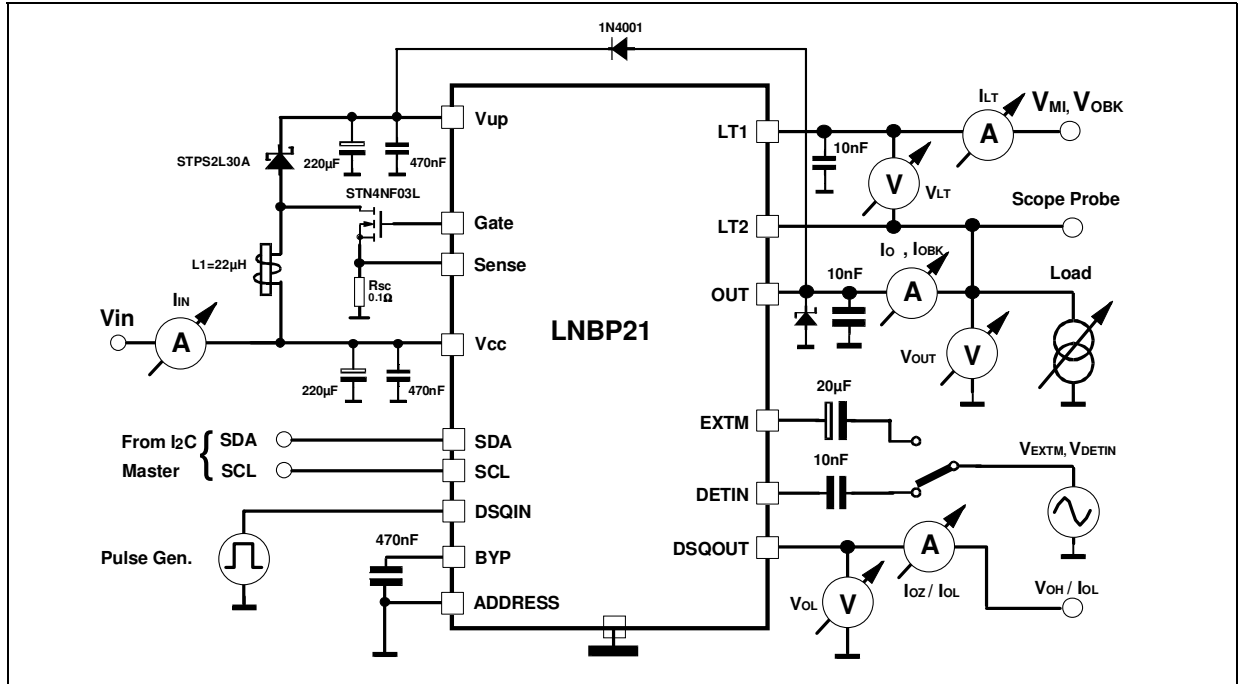 1N4001
Vup
STPS2L30A
220µF
470nF
STN4NF03L
Gate
Sense
L1=22µH
Rsc
0.1Ω
IIN
Vin
A
Vcc
220µF
470nF
From I2C
Master
{
SDA
SCL
SDA
SCL
DSQIN
Pulse Gen.
470nF
BYP
ADDRESS
LNBP21
LT1
10nF
ILT
A
VMI, VOBK
V
VLT
LT2
Scope Probe
OUT
10nF
IO , IOBK
A
Load
VOUT
V
20µF
EXTM
10nF
DETIN
VEXTM, VDETIN
DSQOUT
A
IOZ / IOL
VOL
V
VOH / IOL